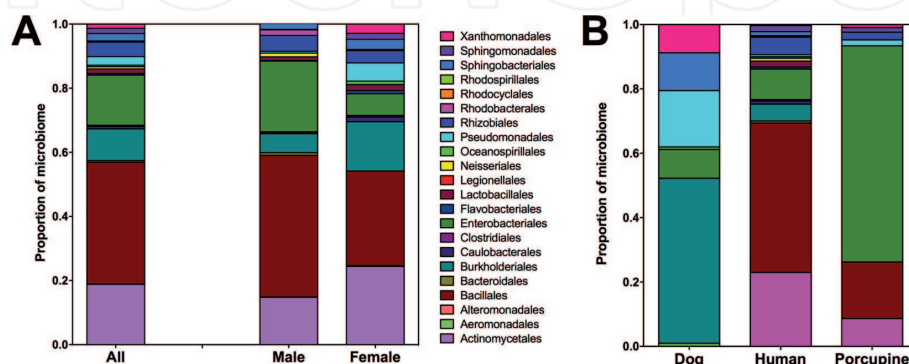 A
Proportion of microbiome
1.0
0.8
0.6
0.4
0.2
0.0
All
Male
Female
Xanthomonadales
Sphingomonadales
Sphingobacteriales
Rhodospirillales
Rhodocyclales
Rhodobacterales
Rhizobiales
Pseudomonadales
Oceanospirillales
Neisseriales
Legionellales
Lactobacillales
Flavobacteriales
Enterobacteriales
Clostridiales
Caulobacterales
Burkholderiales
Bacteroidales
Bacillales
Alteromonadales
Aeromonadales
Actinomycetales
B
Proportion of microbiome
1.0
0.8
0.6
0.4
0.2
0.0
Dog
Human
Porcupine